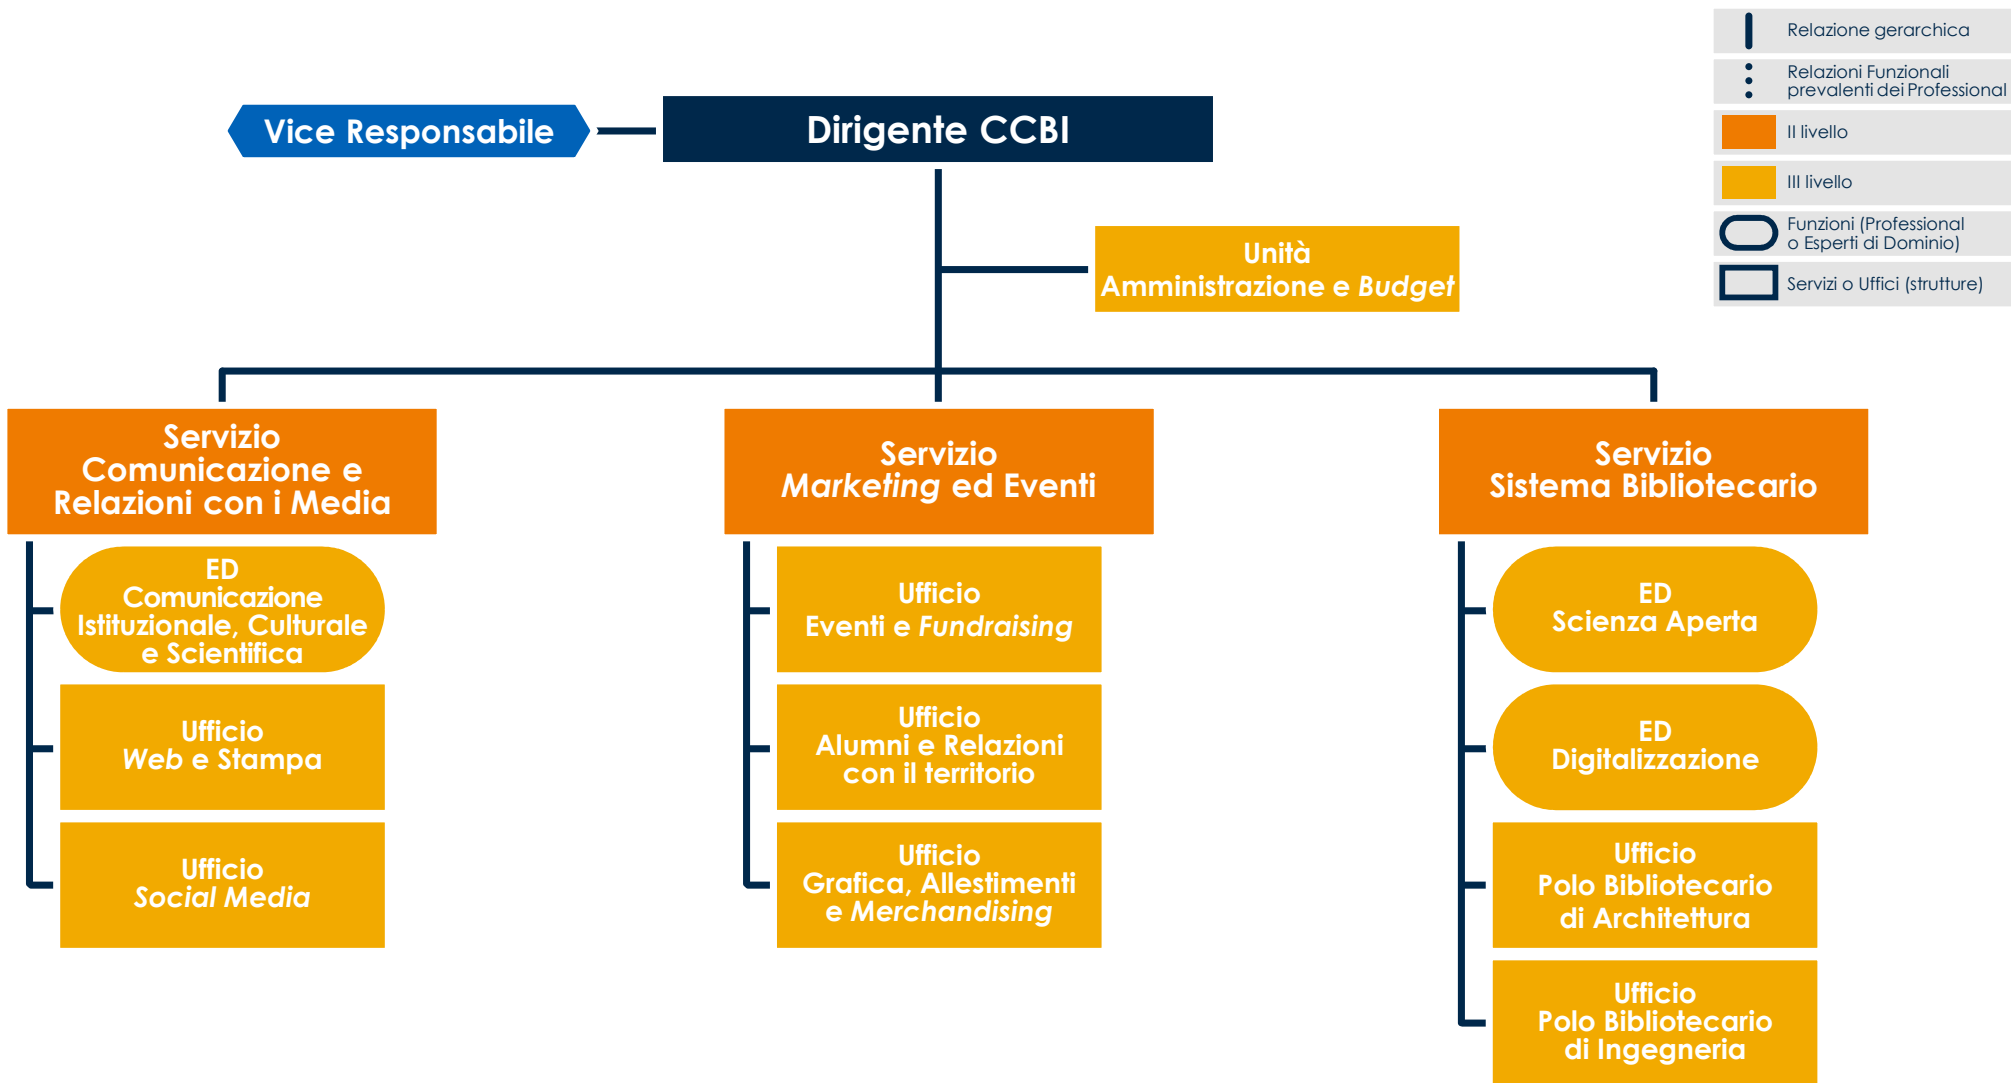 Relazione gerarchica
Relazioni Funzionali
prevalenti dei Professional
II livello
III livello
Funzioni (Professional
o Esperti di Dominio)
Servizi o Uffici (strutture)
Vice Responsabile
Dirigente CCBI
Unità
Amministrazione e Budget
Servizio
Comunicazione e
Relazioni con i Media
ED
Comunicazione
Istituzionale, Culturale
e Scientifica
Ufficio
Web e Stampa
Ufficio
Social Media
Servizio
Marketing ed Eventi
Ufficio
Eventi e Fundraising
Ufficio
Alumni e Relazioni
con il territorio
Ufficio
Grafica, Allestimenti
e Merchandising
Servizio
Sistema Bibliotecario
ED
Scienza Aperta
ED
Digitalizzazione
Ufficio
Polo Bibliotecario
di Architettura
Ufficio
Polo Bibliotecario
di Ingegneria